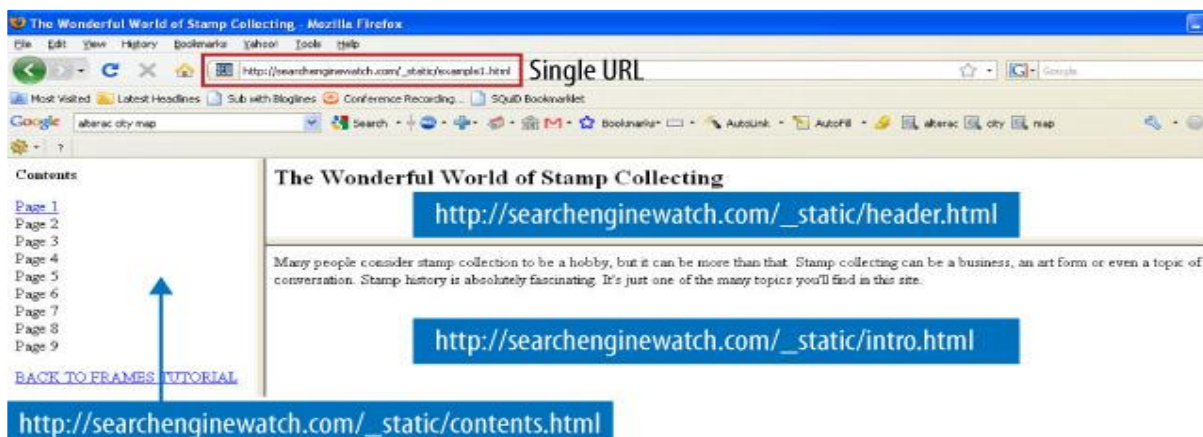 The Wonderful World of Stamp Collecting - Mozilla Firefox
File Edit View History Bookmarks Yahoo! Tools Help
http://searchenginewatch.com/_static/example1.html Single URL Google
Most Visited Latest Headlines Sub with Bloglines Conference Recording... SQuiD Bookmarklet
Google alterac city map Search Bookmarks AutoLink AutoFill alterac city map
Contents
Page 1
Page 2
Page 3
Page 4
Page 5
Page 6
Page 7
Page 8
Page 9
BACK TO FRAMES TUTORIAL
http://searchenginewatch.com/_static/contents.html
The Wonderful World of Stamp Collecting
http://searchenginewatch.com/_static/header.html
Many people consider stamp collection to be a hobby, but it can be more than that. Stamp collecting can be a business, an art form or even a topic of
conversation. Stamp history is absolutely fascinating. It's just one of the many topics you'll find in this site.
http://searchenginewatch.com/_static/intro.html